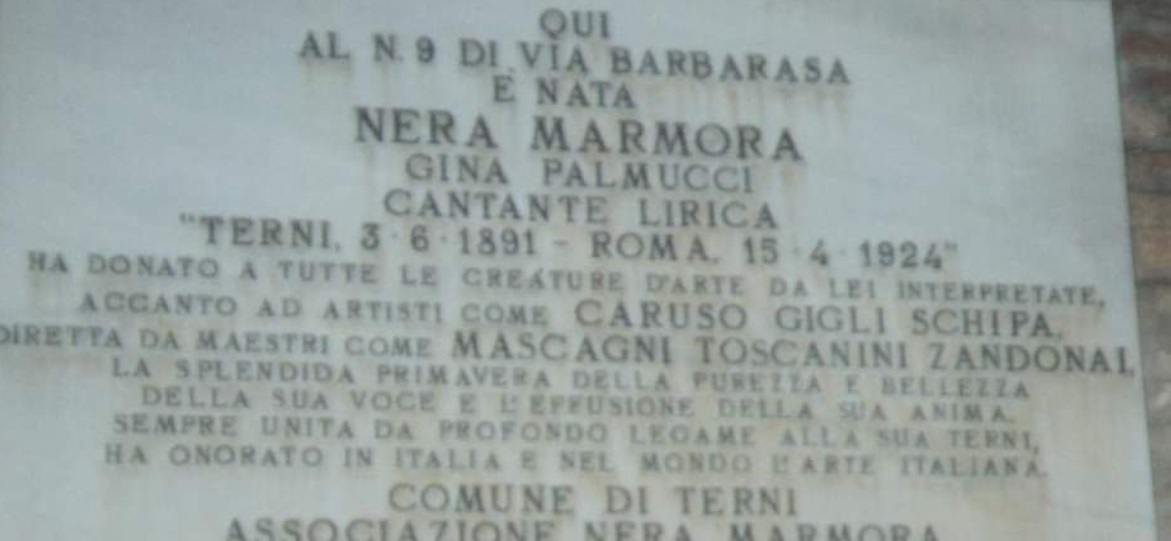 QUI
AL N. 9 DI VIA BARBARASA
E NATA
NERA MARMORA
GINA PALMUCCI
CANTANTE LIRICA
"TERNI, 3·6·1891 - ROMA, 15·4·1924"
HA DONATO A TUTTE LE CREATURE D'ARTE DA LEI INTERPRETATE,
ACCANTO AD ARTISTI COME CARUSO GIGLI SCHIPA,
DIRETTA DA MAESTRI COME MASCAGNI TOSCANINI ZANDONAI,
LA SPLENDIDA PRIMAVERA DELLA PUREZZA E BELLEZZA
DELLA SUA VOCE E L'EFFUSIONE DELLA SUA ANIMA.
SEMPRE UNITA DA PROFONDO LEGAME ALLA SUA TERNI,
HA ONORATO IN ITALIA E NEL MONDO L'ARTE ITALIANA.
COMUNE DI TERNI
ASSOCIAZIONE NERA MARMORA